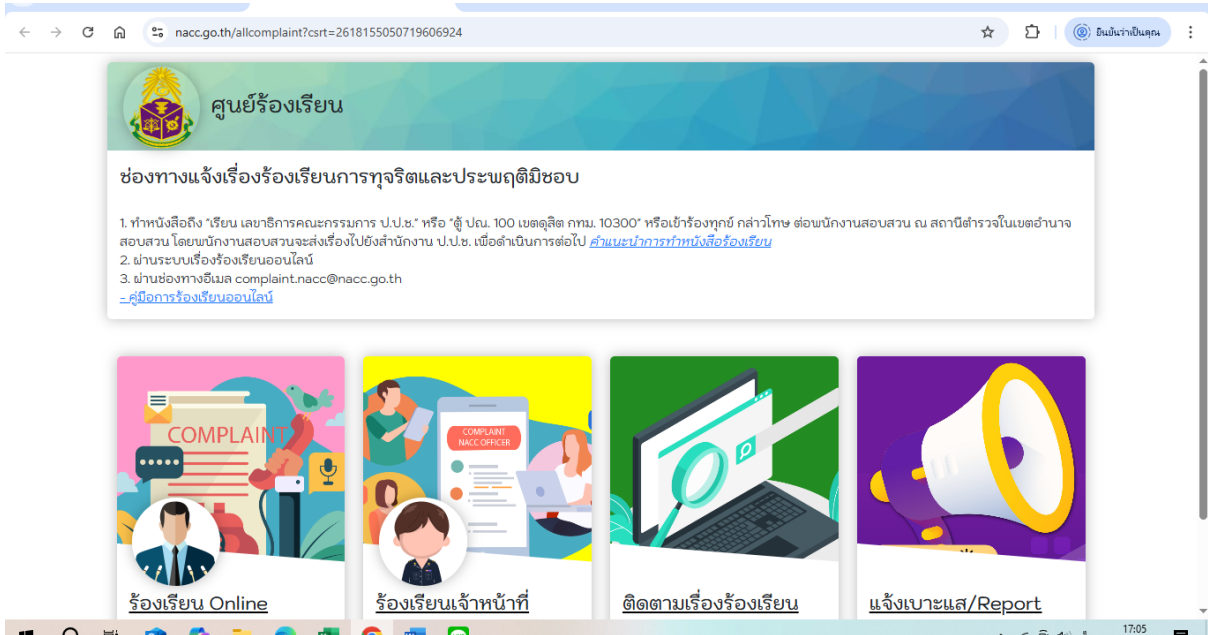 nacc.go.th/allcomplaint?csrt=2618155050719606924
ยืนยันว่าเป็นคุณ
ศูนย์ร้องเรียน
ช่องทางแจ้งเรื่องร้องเรียนการทุจริตและประพฤติมิชอบ
1. ทำหนังสือถึง "เรียน เลขาธิการคณะกรรมการ ป.ป.ช." หรือ "ตู้ ปณ. 100 เขตดุสิต กทม. 10300" หรือเข้าร้องทุกข์ กล่าวโทษ ต่อพนักงานสอบสวน ณ สถานีตำรวจในเขตอำนาจ
สอบสวน โดยพนักงานสอบสวนจะส่งเรื่องไปยังสำนักงาน ป.ป.ช. เพื่อดำเนินการต่อไป คำแนะนำการทำหนังสือร้องเรียน
2. ผ่านระบบเรื่องร้องเรียนออนไลน์
3. ผ่านช่องทางอีเมล complaint.nacc@nacc.go.th
- คู่มือการร้องเรียนออนไลน์
COMPLAINT
COMPLAINT
NACC OFFICER
ร้องเรียน Online
ร้องเรียนเจ้าหน้าที่
ติดตามเรื่องร้องเรียน
แจ้งเบาะแส/Report
17:05